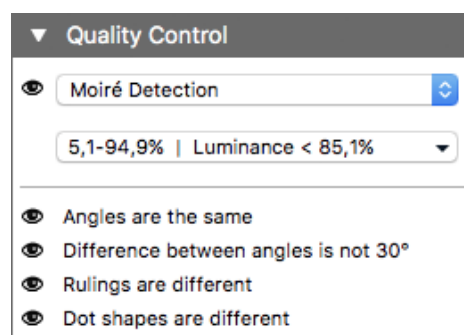 Quality Control
Moiré Detection
5,1-94,9% | Luminance < 85,1%
Angles are the same
Difference between angles is not 30°
Rulings are different
Dot shapes are different